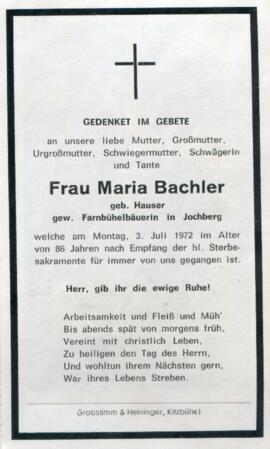 GEDENKET IM GEBETE
an unsere liebe Mutter, Großmutter,
Urgroßmutter, Schwiegermutter, Schwägerin
und Tante
Frau Maria Bachler
geb. Hauser
gew. Farnbühelbäuerin in Jochberg
welche am Montag, 3. Juli 1972 im Alter
von 86 Jahren nach Empfang der hl. Sterbe-
sakramente für immer von uns gegangen ist.
Herr, gib ihr die ewige Ruhe!
Arbeitsamkeit und Fleiß und Müh'
Bis abends spät von morgens früh,
Vereint mit christlich Leben,
Zu heiligen den Tag des Herrn,
Und wohltun ihrem Nächsten gern,
War ihres Lebens Streben.
Grobstimm & Heininger, Kitzbühel